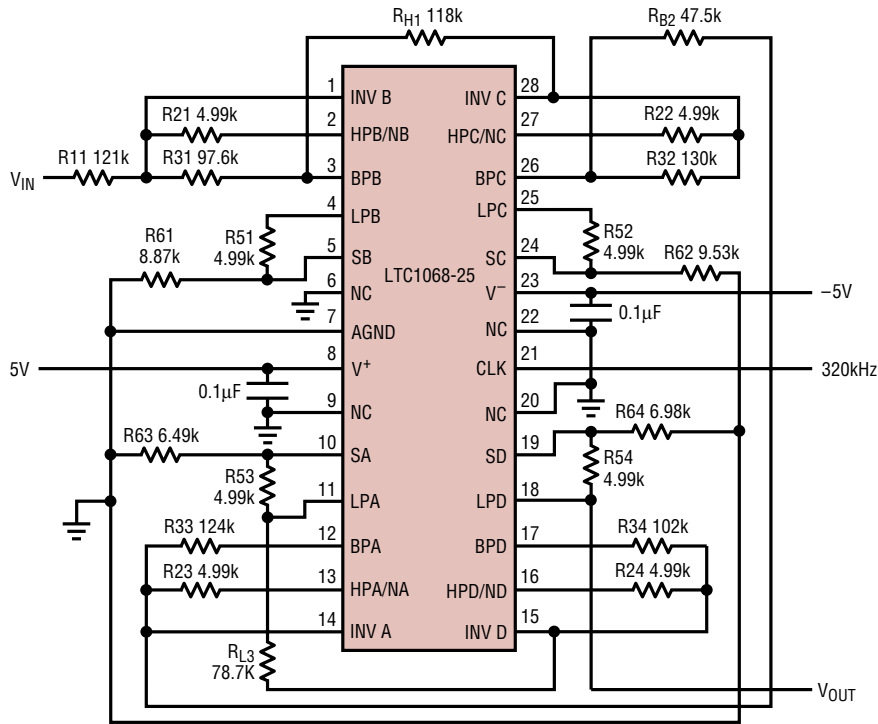 RH1 118k
RB2 47.5k
1 INV B
INV C 28
R21 4.99k
2 HPB/NB
HPC/NC 27
R22 4.99k
VIN
R11 121k
R31 97.6k
3 BPB
BPC 26
R32 130k
4 LPB
LPC 25
R61
8.87k
R51
4.99k
5 SB
SC 24
R52
4.99k
R62 9.53k
LTC1068-25
6 NC
V– 23
–5V
0.1µF
7 AGND
NC 22
5V
8 V+
CLK 21
320kHz
0.1µF
9 NC
NC 20
R63 6.49k
10 SA
SD 19
R64 6.98k
R53
4.99k
R54
4.99k
11 LPA
LPD 18
R33 124k
12 BPA
BPD 17
R34 102k
R23 4.99k
13 HPA/NA
HPD/ND 16
R24 4.99k
14 INV A
INV D 15
RL3
78.7K
VOUT